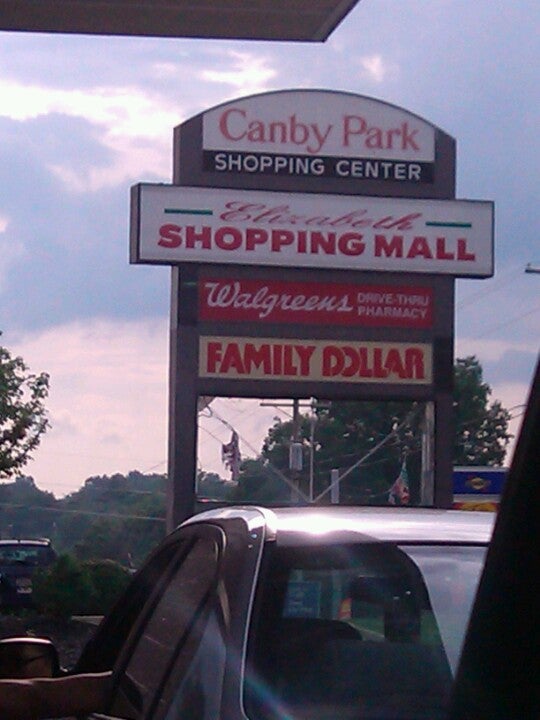 Canby Park
SHOPPING CENTER
Elizabeth
SHOPPING MALL
Walgreens DRIVE-THRU
PHARMACY
FAMILY DOLLAR